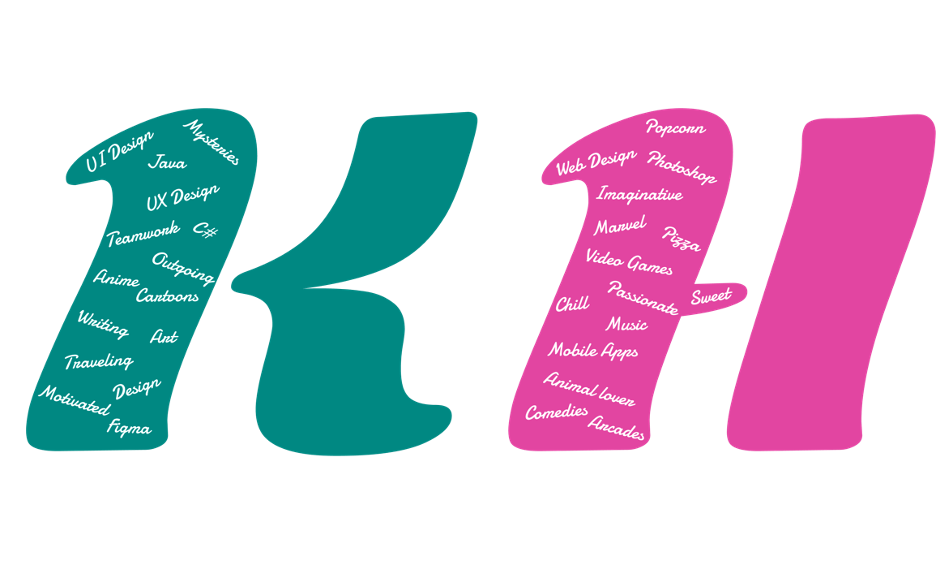 K H
UI Design
Mysteries
Java
UX Design
Teamwork
C#
Outgoing
Anime
Cartoons
Writing
Art
Traveling
Design
Motivated
Figma
Popcorn
Web Design
Photoshop
Imaginative
Marvel
Pizza
Video Games
Passionate
Sweet
Chill
Music
Mobile Apps
Animal lover
Comedies
Arcades